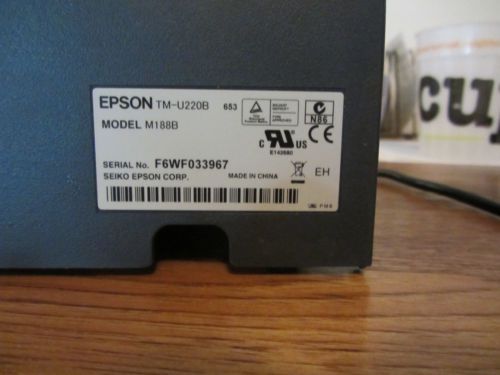 EPSON TM-U220B 653
MODEL M188B
N86
C US
E143580
SERIAL No. F6WF033967
SEIKO EPSON CORP. MADE IN CHINA EH
CE
cu